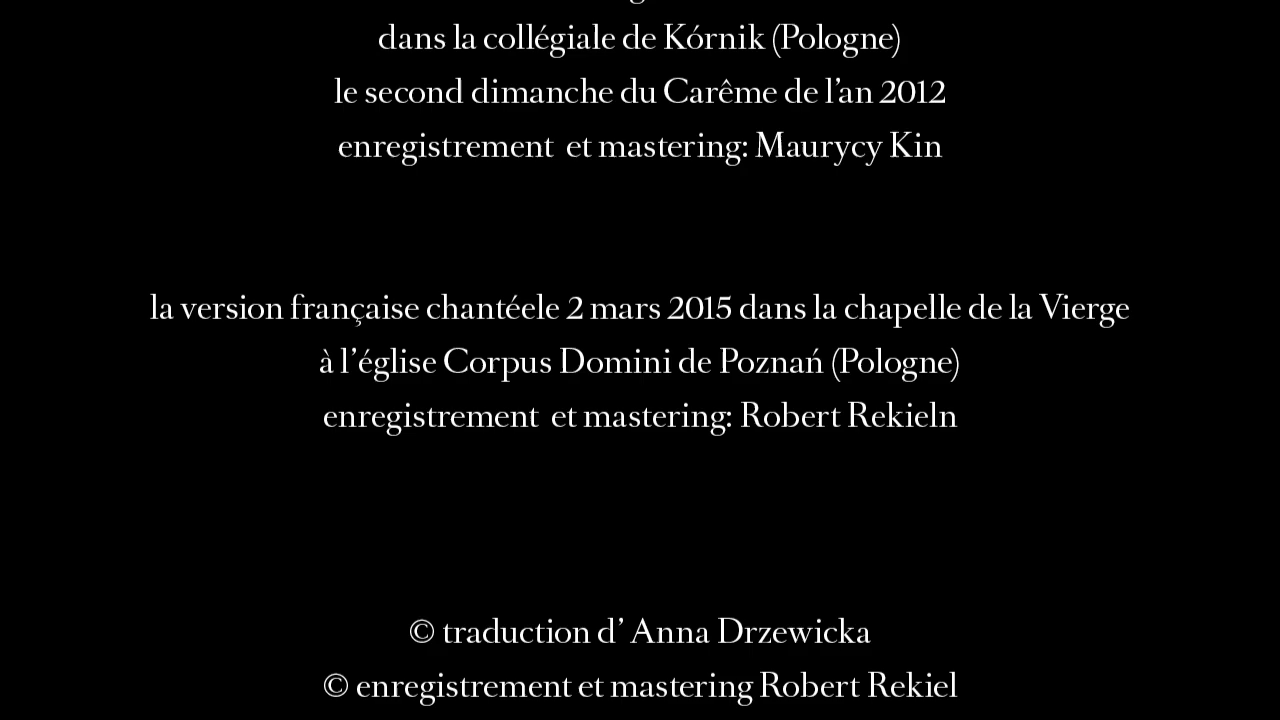 dans la collégiale de Kórnik (Pologne)
le second dimanche du Carême de l’an 2012
enregistrement et mastering: Maurycy Kin
la version française chantéele 2 mars 2015 dans la chapelle de la Vierge
à l’église Corpus Domini de Poznań (Pologne)
enregistrement et mastering: Robert Rekieln
© traduction d’ Anna Drzewicka
© enregistrement et mastering Robert Rekiel